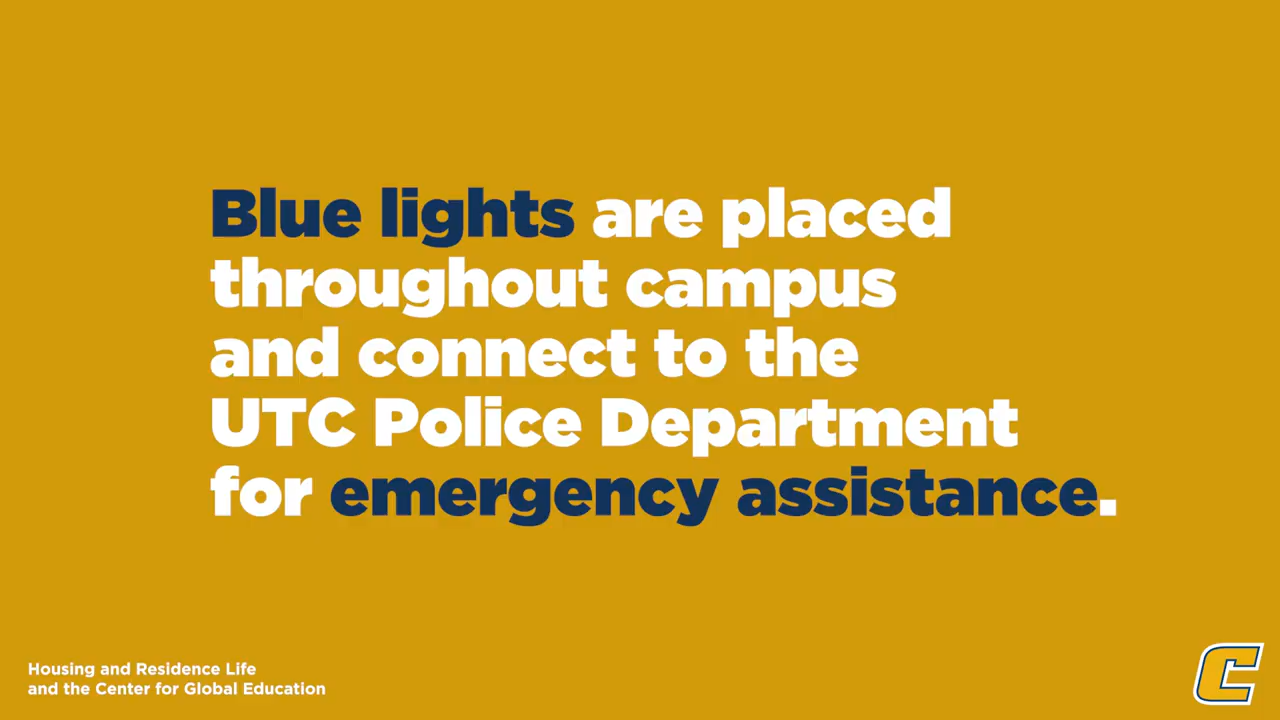 Blue lights are placed
throughout campus
and connect to the
UTC Police Department
for emergency assistance.
Housing and Residence Life
and the Center for Global Education
C